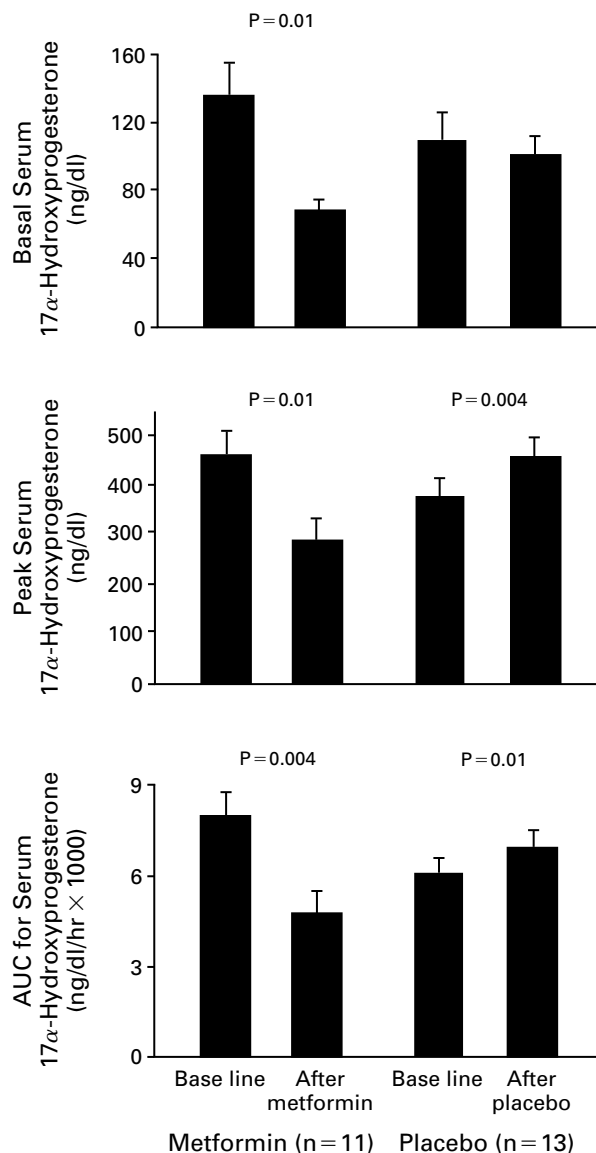 P=0.01
Basal Serum
17α-Hydroxyprogesterone
(ng/dl)
160
120
80
40
0
P=0.01 P=0.004
Peak Serum
17α-Hydroxyprogesterone
(ng/dl)
500
400
300
200
100
0
P=0.004 P=0.01
AUC for Serum
17α-Hydroxyprogesterone
(ng/dl/hr × 1000)
9
6
3
0
Base line After metformin Base line After placebo
Metformin (n=11) Placebo (n=13)